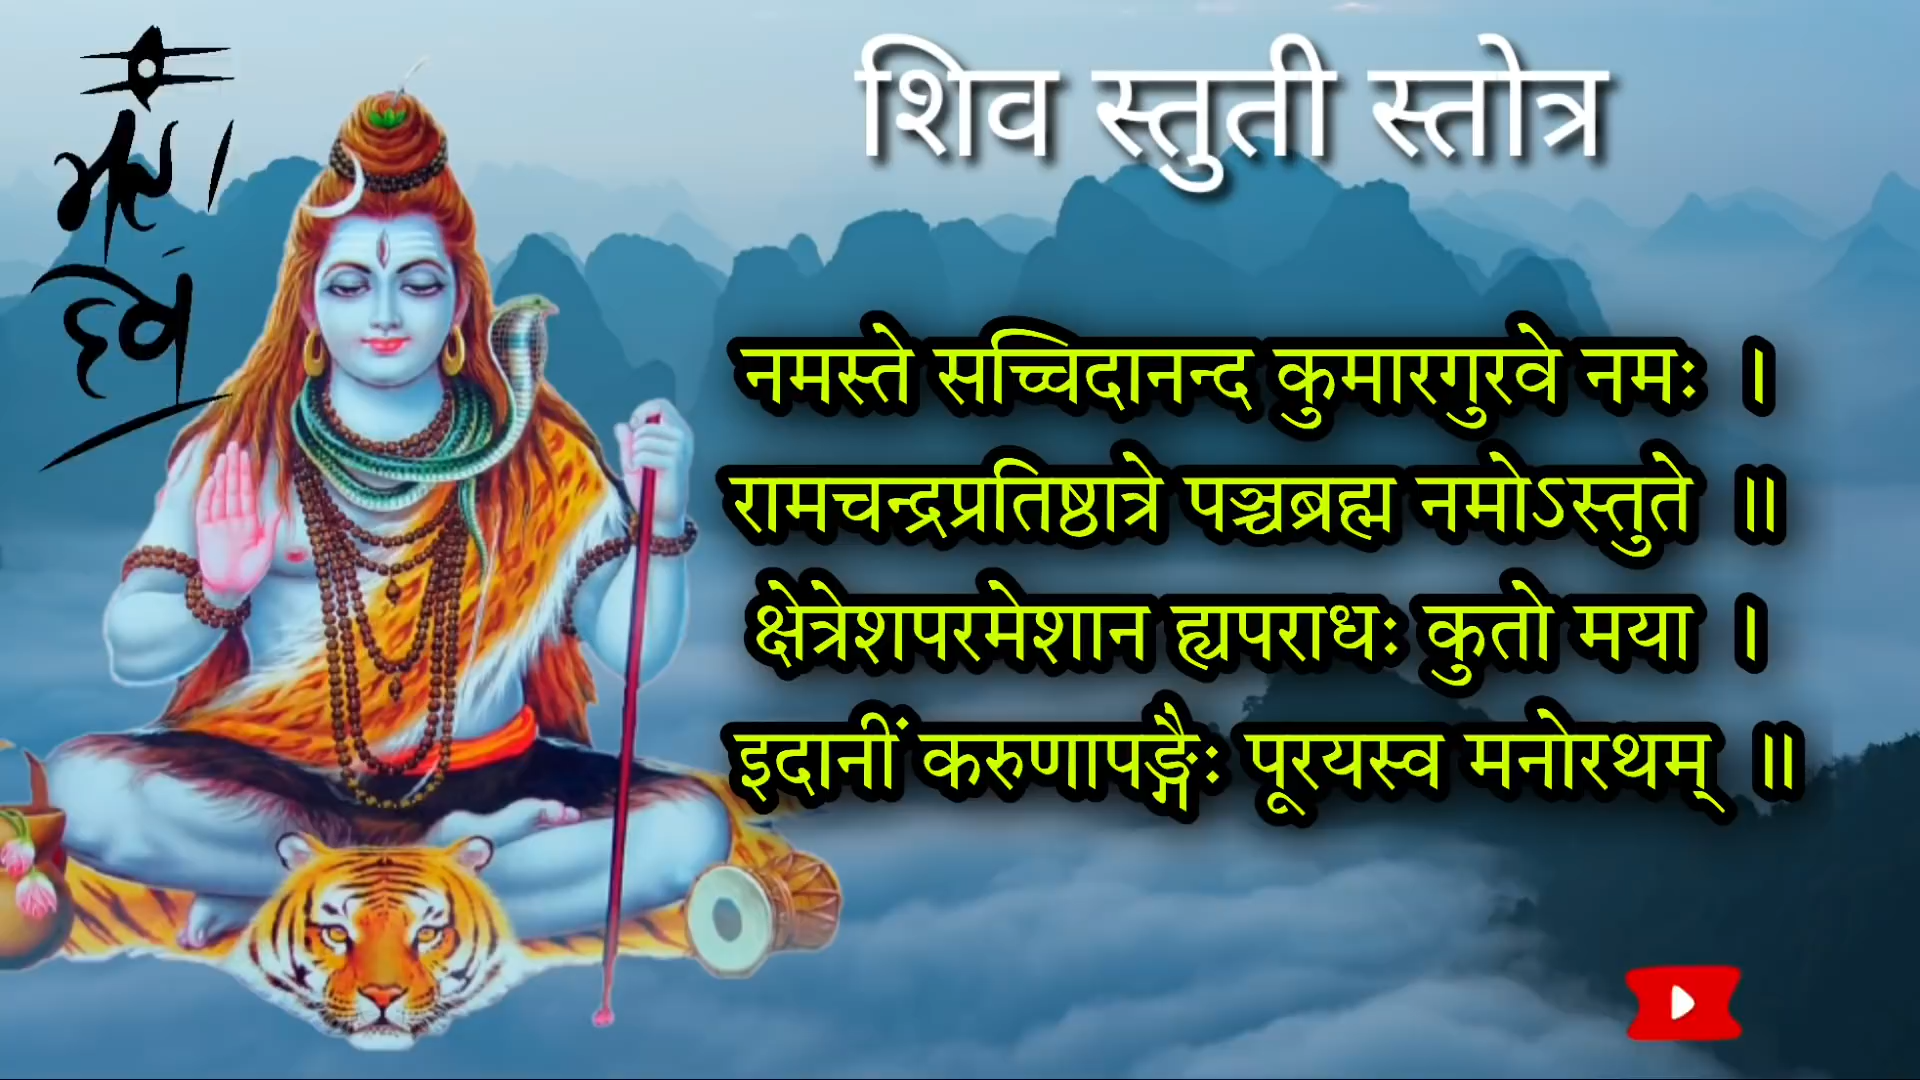 महादेव
शिव स्तुती स्तोत्र
नमस्ते सच्चिदानन्द कुमारगुरवे नमः ।
रामचन्द्रप्रतिष्ठात्रे पञ्चब्रह्म नमोऽस्तुते ॥
क्षेत्रेशपरमेशान ह्यपराधः कुतो मया ।
इदानीं करुणापङ्गैः पूरयस्व मनोरथम् ॥